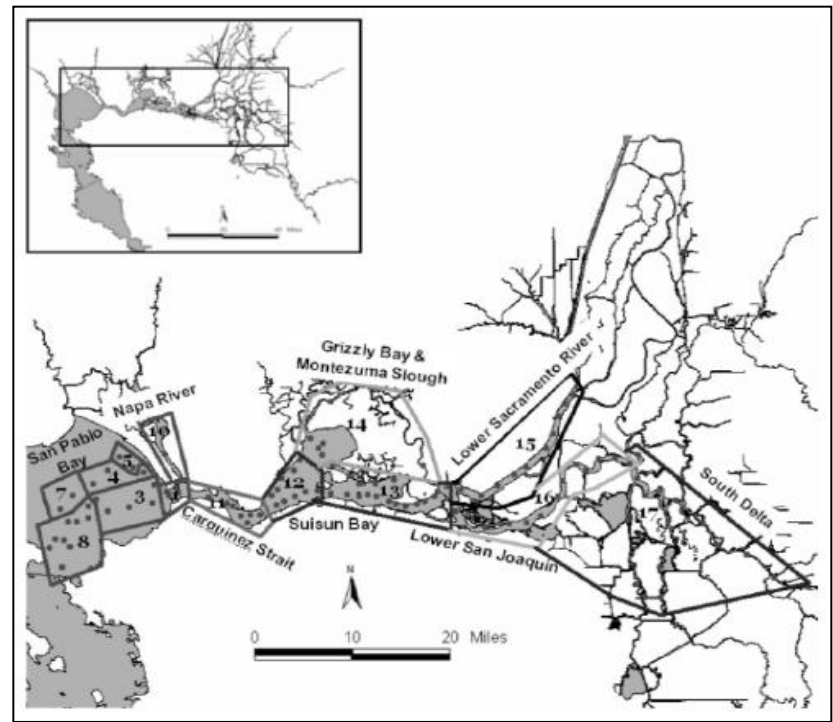 Grizzly Bay &
Montezuma Slough
Lower Sacramento River
Napa River
San Pablo
Bay
10
5
4
7
3
8
14
15
12
13
11
16
17
South Delta
Carquinez Strait
Suisun Bay
Lower San Joaquin
N
0 10 20 Miles